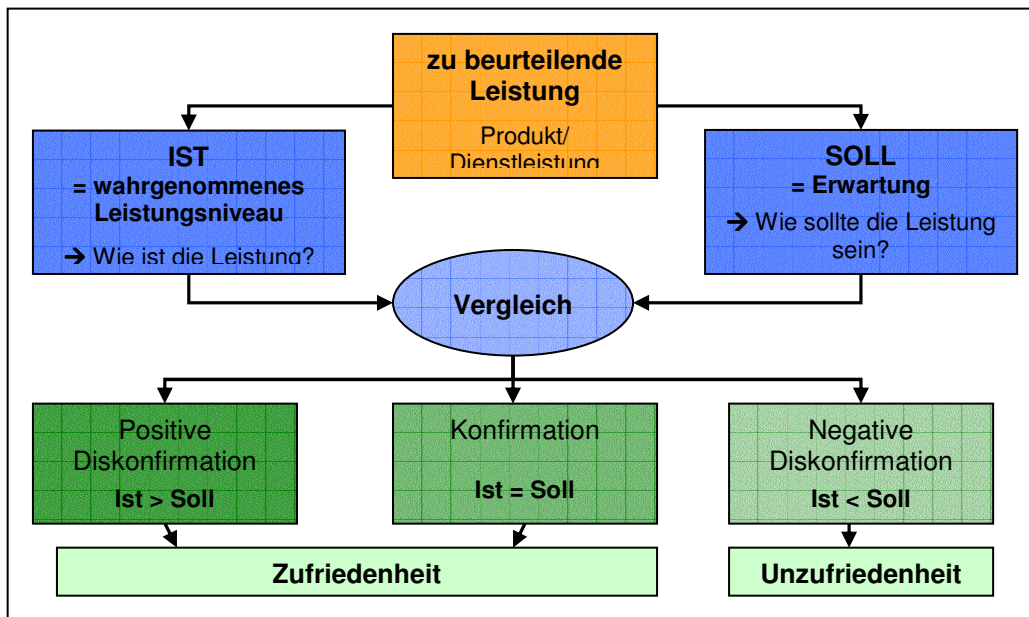 zu beurteilende
Leistung
Produkt/
Dienstleistung
IST
= wahrgenommenes
Leistungsniveau
➔ Wie ist die Leistung?
SOLL
= Erwartung
➔ Wie sollte die Leistung
sein?
Vergleich
Positive
Diskonfirmation
Ist > Soll
Konfirmation
Ist = Soll
Negative
Diskonfirmation
Ist < Soll
Zufriedenheit
Unzufriedenheit